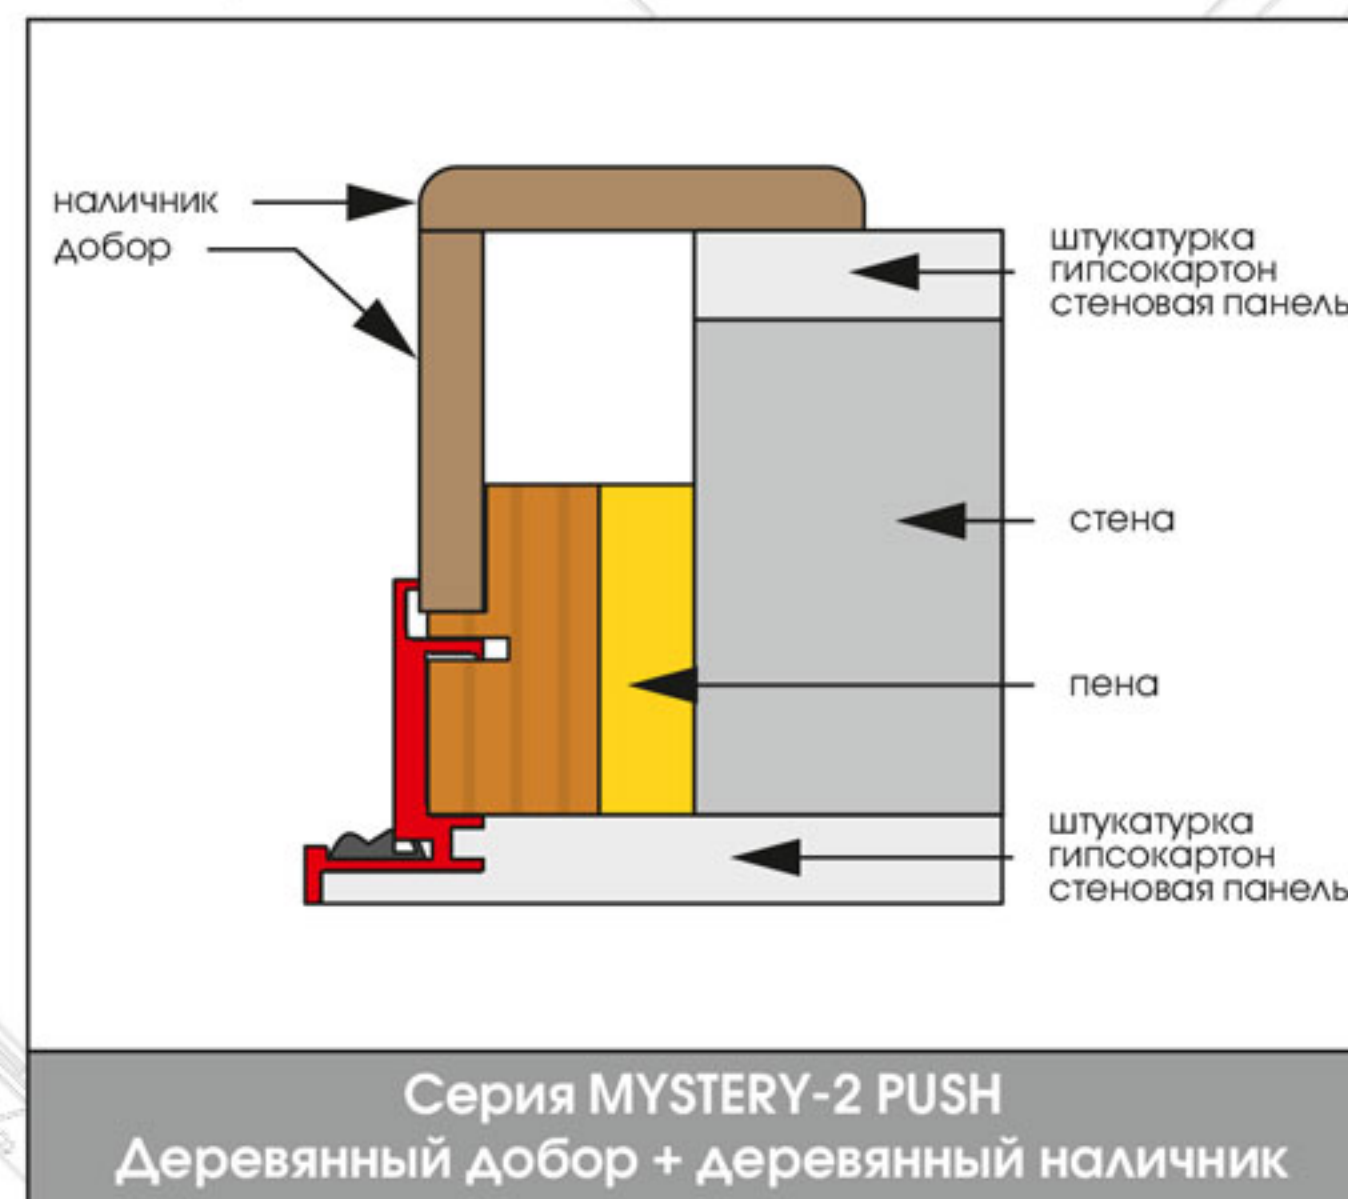 наличник
добор
штукатурка
гипсокартон
стеновая панель
стена
пена
штукатурка
гипсокартон
стеновая панель
Серия MYSTERY-2 PUSH
Деревянный добор + деревянный наличник